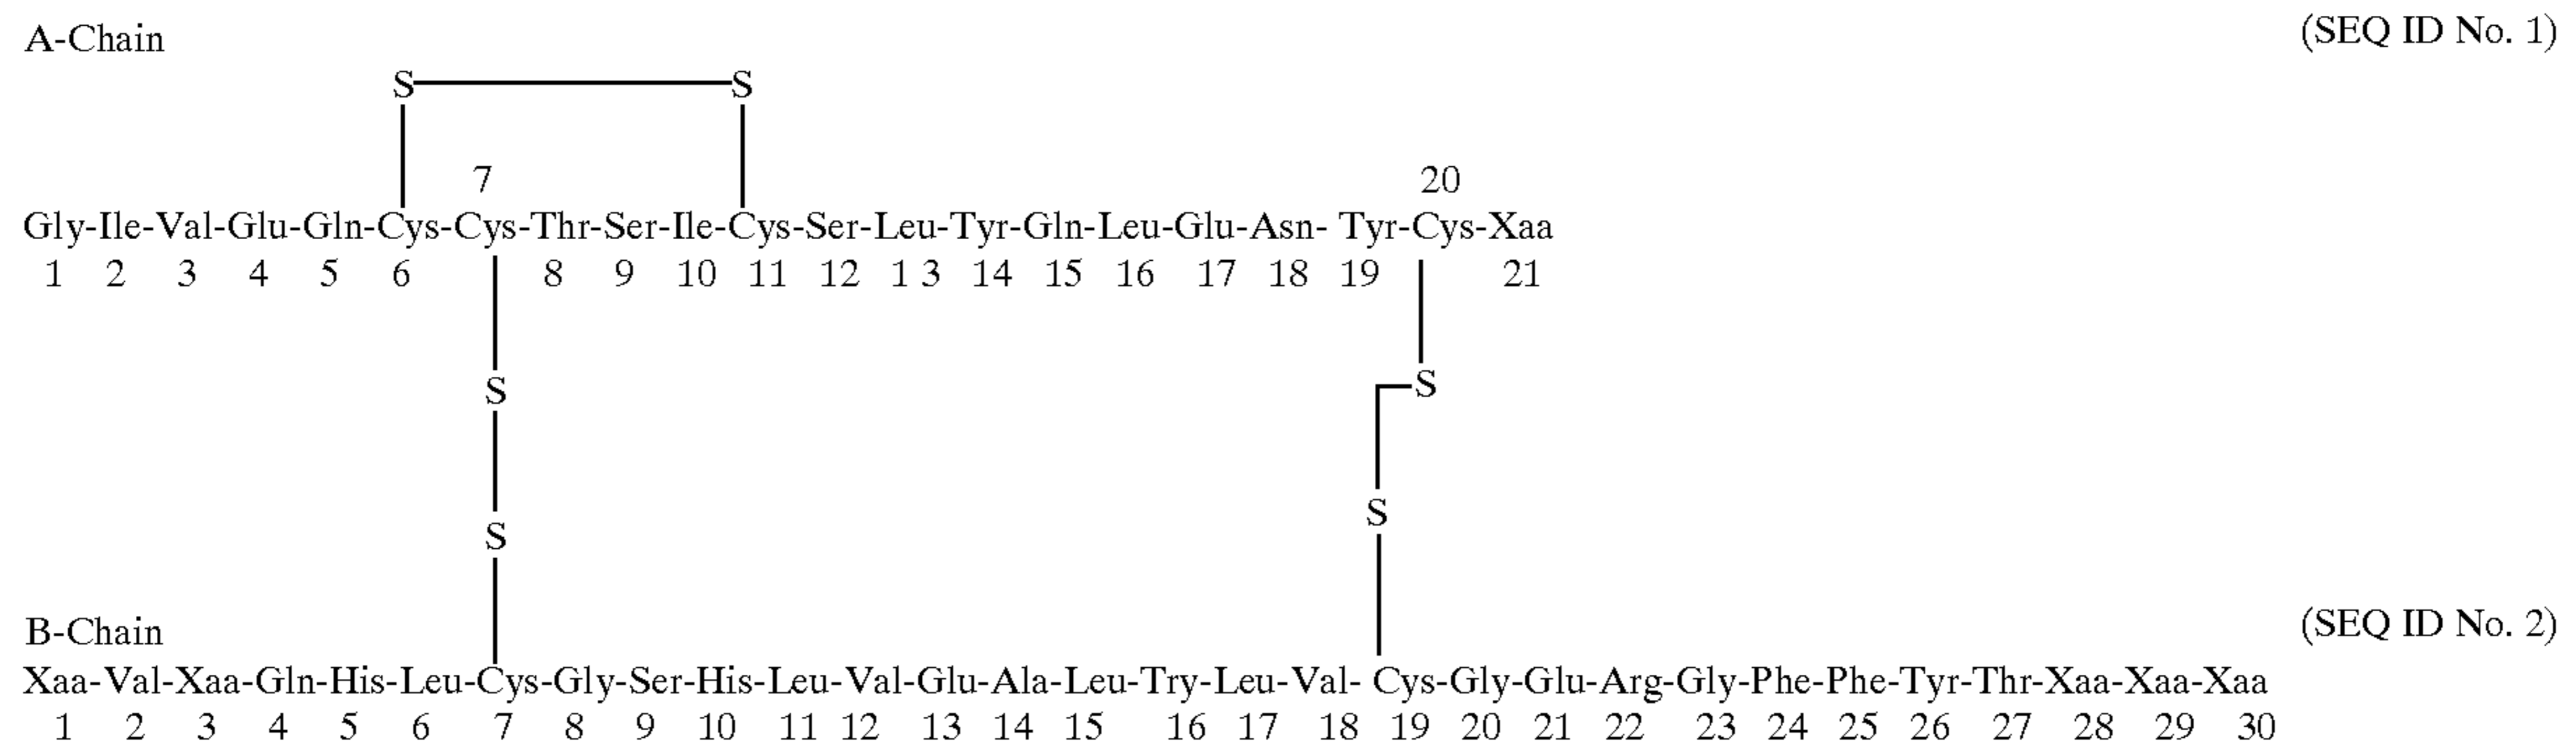 A-Chain (SEQ ID No. 1)
S S
7 20
Gly-Ile-Val-Glu-Gln-Cys-Cys-Thr-Ser-Ile-Cys-Ser-Leu-Tyr-Gln-Leu-Glu-Asn- Tyr-Cys-Xaa
1 2 3 4 5 6 8 9 10 11 12 1 3 14 15 16 17 18 19 21
S S
S
S
B-Chain (SEQ ID No. 2)
Xaa-Val-Xaa-Gln-His-Leu-Cys-Gly-Ser-His-Leu-Val-Glu-Ala-Leu-Try-Leu-Val- Cys-Gly-Glu-Arg-Gly-Phe-Phe-Tyr-Thr-Xaa-Xaa-Xaa
1 2 3 4 5 6 7 8 9 10 11 12 13 14 15 16 17 18 19 20 21 22 23 24 25 26 27 28 29 30